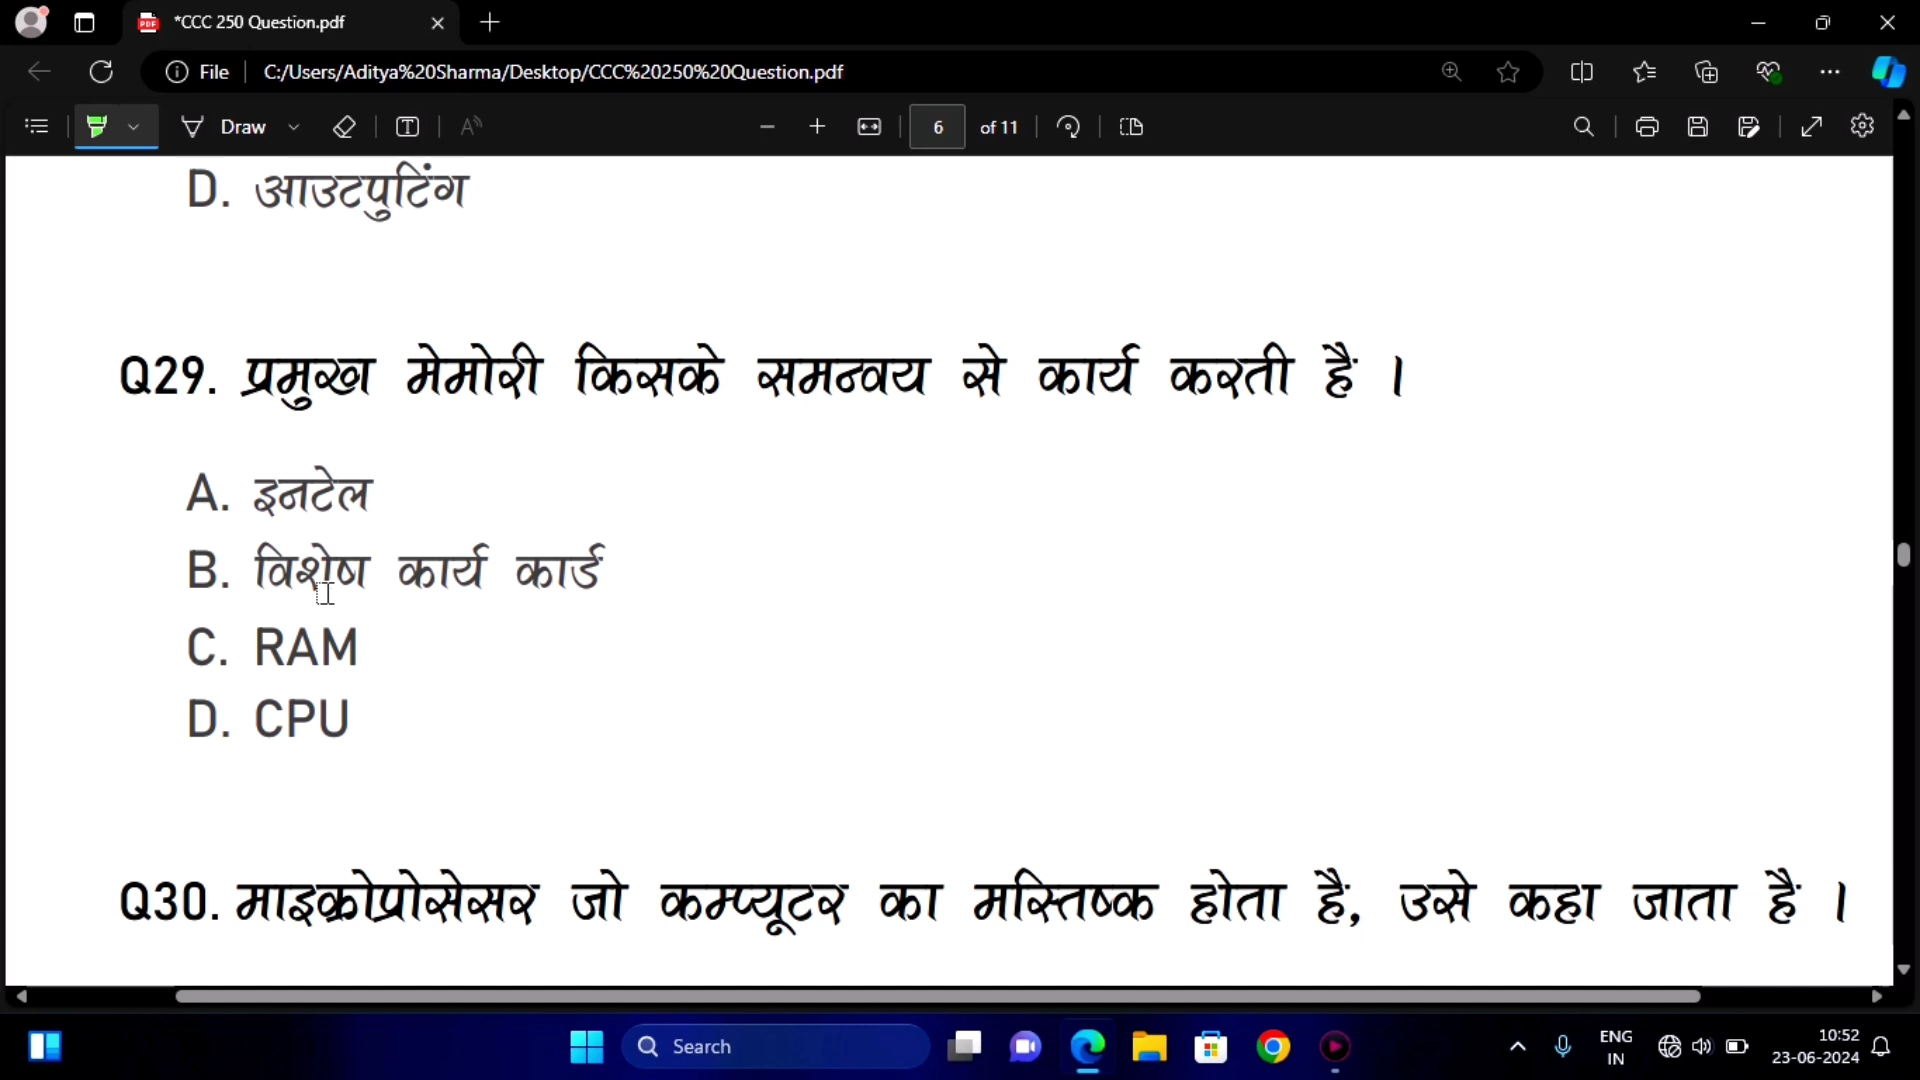 *CCC 250 Question.pdf
File
C:/Users/Aditya%20Sharma/Desktop/CCC%20250%20Question.pdf
Draw
6 of 11
D. आउटपुटिंग
Q29. प्रमुख मेमोरी किसके समन्वय से कार्य करती है ।
A. इनटेल
B. विशेष कार्य कार्ड
C. RAM
D. CPU
Q30. माइक्रोप्रोसेसर जो कम्प्यूटर का मस्तिष्क होता है, उसे कहा जाता है ।
Search
ENG
IN
10:52
23-06-2024